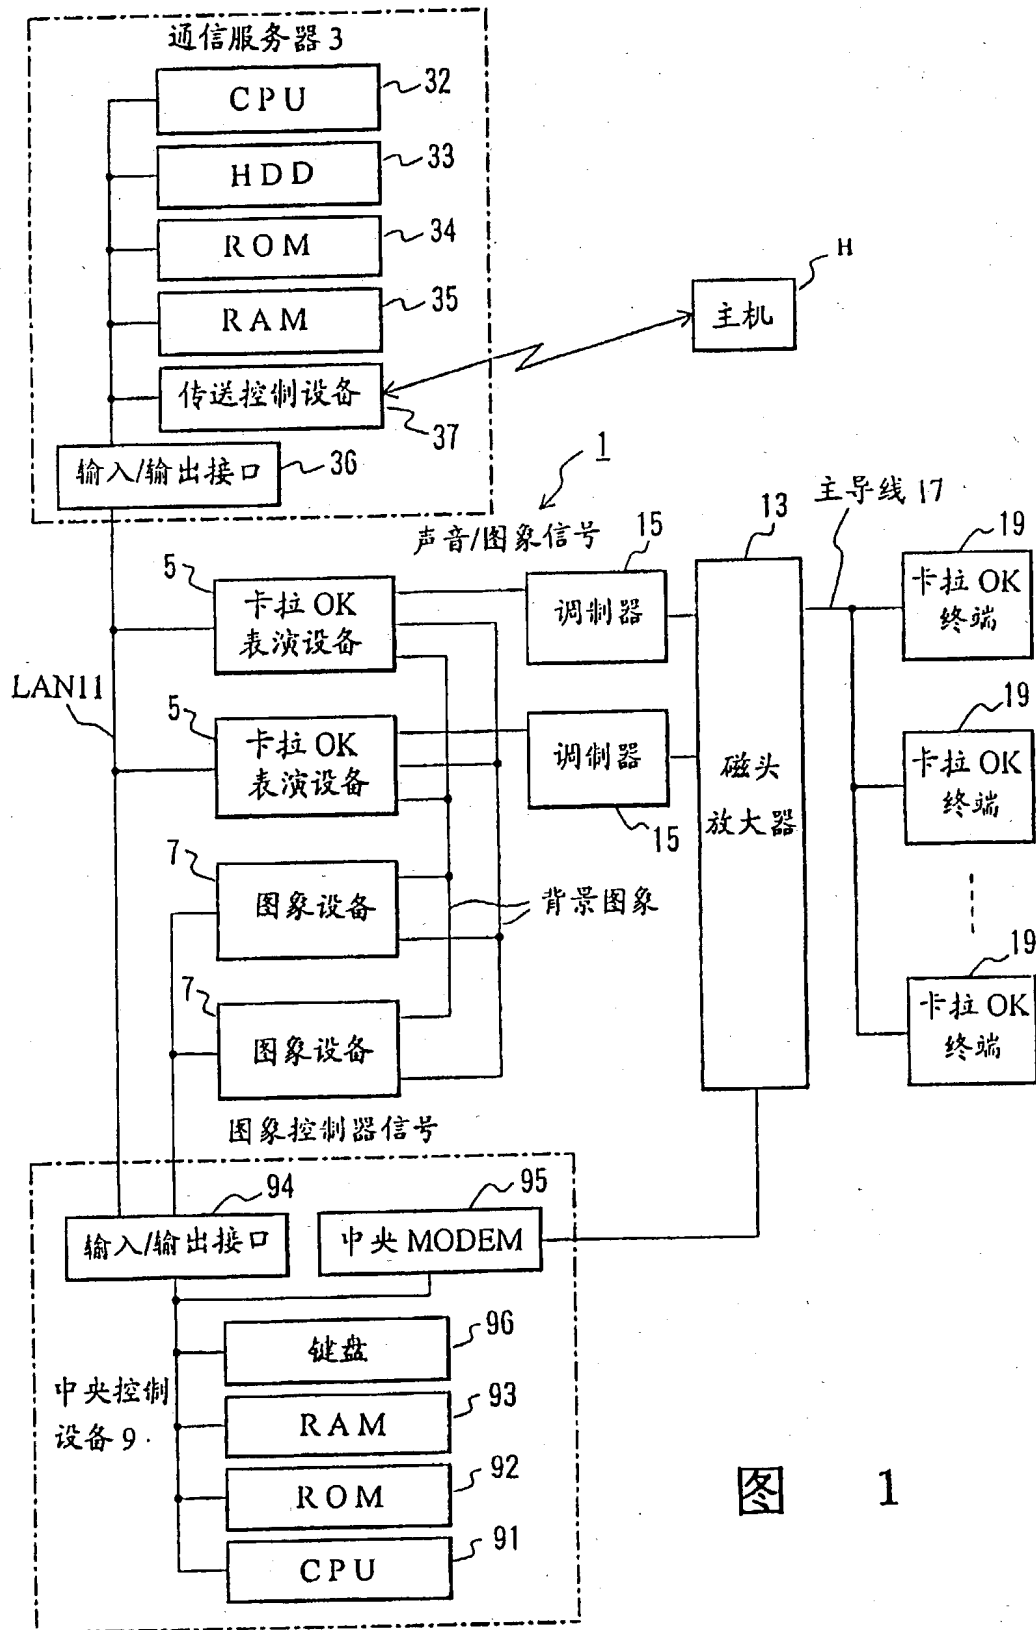 通信服务器 3
CPU
32
HDD
33
ROM
34
RAM
35
传送控制设备
37
输入/输出接口
36
H
主机
1
声音/图象信号
5
卡拉 OK
表演设备
15
调制器
13
磁头
放大器
主导线 17
19
卡拉 OK
终端
LAN11
5
卡拉 OK
表演设备
调制器
15
19
卡拉 OK
终端
7
图象设备
背景图象
7
图象设备
19
卡拉 OK
终端
图象控制器信号
94
输入/输出接口
95
中央 MODEM
中央控制
设备 9
键盘
96
RAM
93
ROM
92
CPU
91
图 1